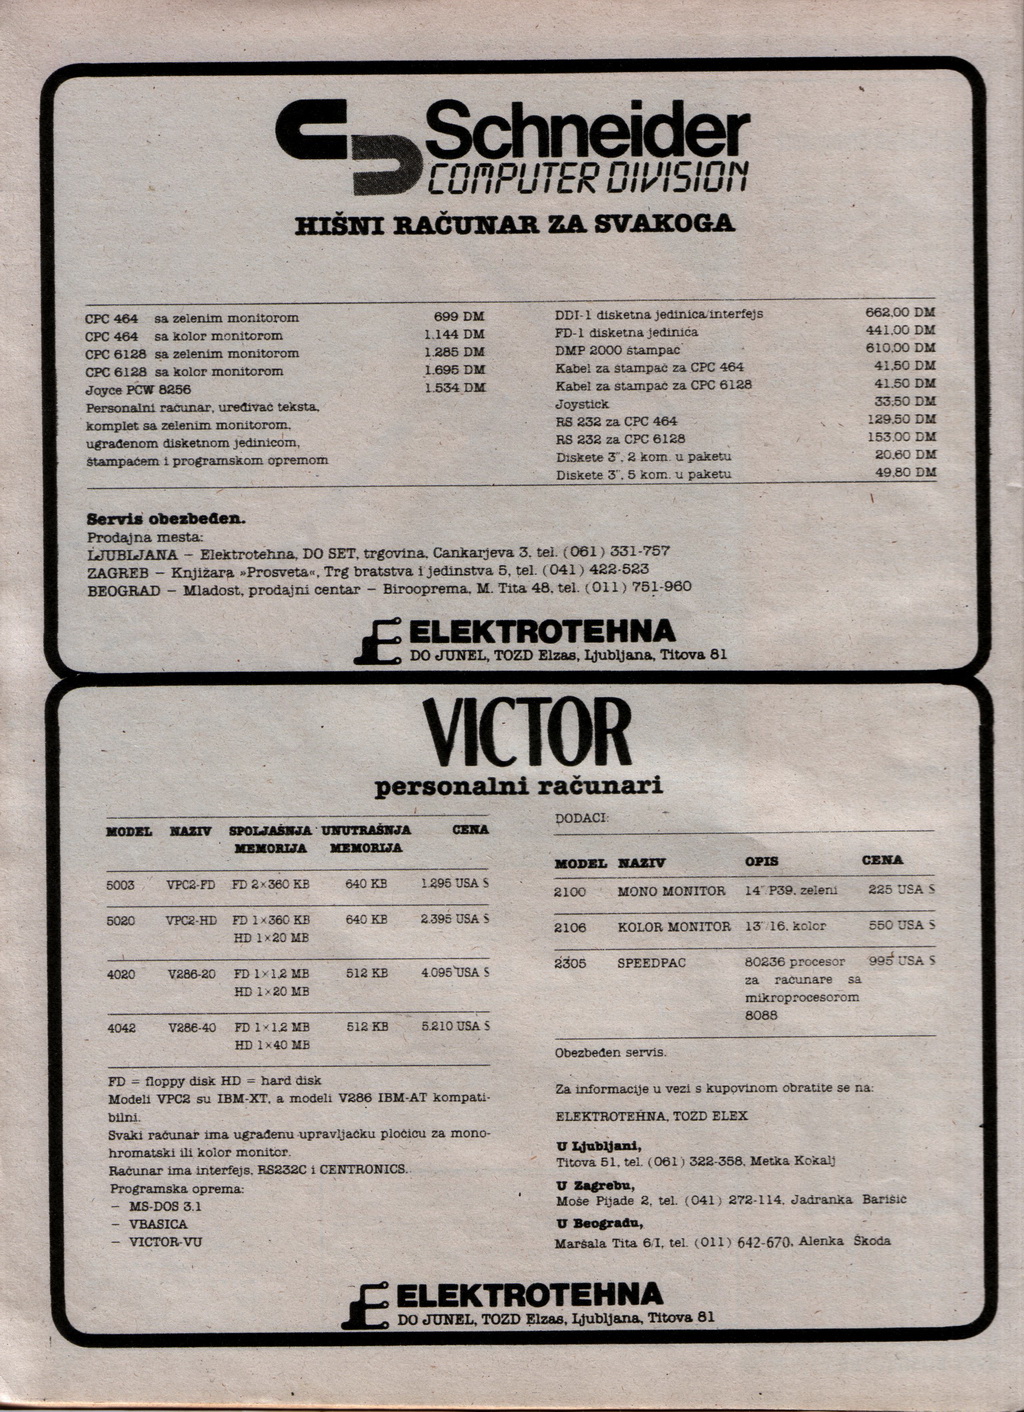 Schneider
COMPUTER DIVISION
HIŠNI RAČUNAR ZA SVAKOGA
CPC 464 sa zelenim monitorom 699 DM
CPC 464 sa kolor monitorom 1.144 DM
CPC 6128 sa zelenim monitorom 1.285 DM
CPC 6128 sa kolor monitorom 1.695 DM
Joyce PCW 8256 1.534 DM
Personalni računar, uređivač teksta,
komplet sa zelenim monitorom,
ugrađenom disketnom jedinicom,
štampačem i programskom opremom
DDI-1 disketna jedinica/interfejs 662,00 DM
FD-1 disketna jedinica 441,00 DM
DMP 2000 štampač 610,00 DM
Kabel za štampač za CPC 464 41,50 DM
Kabel za štampač za CPC 6128 41,50 DM
Joystick 33,50 DM
RS 232 za CPC 464 129,50 DM
RS 232 za CPC 6128 153,00 DM
Diskete 3", 2 kom. u paketu 20,60 DM
Diskete 3", 5 kom. u paketu 49,80 DM
Servis obezbeđen.
Prodajna mesta:
LJUBLJANA – Elektrotehna, DO SET, trgovina, Cankarjeva 3, tel. (061) 331-757
ZAGREB – Knjižara »Prosveta«, Trg bratstva i jedinstva 5, tel. (041) 422-523
BEOGRAD – Mladost, prodajni centar – Birooprema, M. Tita 48, tel. (011) 751-960
ELEKTROTEHNA
DO JUNEL, TOZD Elzas, Ljubljana, Titova 81
VICTOR
personalni računari
MODEL NAZIV SPOLJAŠNJA UNUTRAŠNJA CENA
MEMORIJA MEMORIJA
5003 VPC2-FD FD 2×360 KB 640 KB 1.295 USA $
5020 VPC2-HD FD 1×360 KB 640 KB 2.395 USA $
HD 1×20 MB
4020 V286-20 FD 1×1,2 MB 512 KB 4.095 USA $
HD 1×20 MB
4042 V286-40 FD 1×1,2 MB 512 KB 5.210 USA $
HD 1×40 MB
FD = floppy disk HD = hard disk
Modeli VPC2 su IBM-XT, a modeli V286 IBM-AT kompati-
bilni.
Svaki računar ima ugrađenu upravljačku pločicu za mono-
hromatski ili kolor monitor.
Računar ima interfejs, RS232C i CENTRONICS.
Programska oprema:
– MS-DOS 3.1
– VBASICA
– VICTOR-VU
DODACI:
MODEL NAZIV OPIS CENA
2100 MONO MONITOR 14" P39, zeleni 225 USA $
2106 KOLOR MONITOR 13"/16, kolor 550 USA $
2305 SPEEDPAC 80236 procesor 995 USA $
za računare sa
mikroprocesorom
8088
Obezbeđen servis.
Za informacije u vezi s kupovinom obratite se na:
ELEKTROTEHNA, TOZD ELEX
U Ljubljani,
Titova 51, tel. (061) 322-358, Metka Kokalj
U Zagrebu,
Moše Pijade 2, tel. (041) 272-114, Jadranka Barišić
U Beogradu,
Maršala Tita 6/I, tel. (011) 642-670, Alenka Škoda
ELEKTROTEHNA
DO JUNEL, TOZD Elzas, Ljubljana, Titova 81